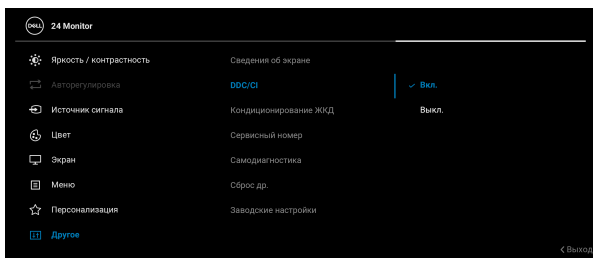 DELL 24 Monitor
Яркость / контрастность
Сведения об экране
Авторегулировка
DDC/CI
Вкл.
Источник сигнала
Кондиционирование ЖКД
Выкл.
Цвет
Сервисный номер
Экран
Самодиагностика
Меню
Сброс др.
Персонализация
Заводские настройки
Другое
Выход